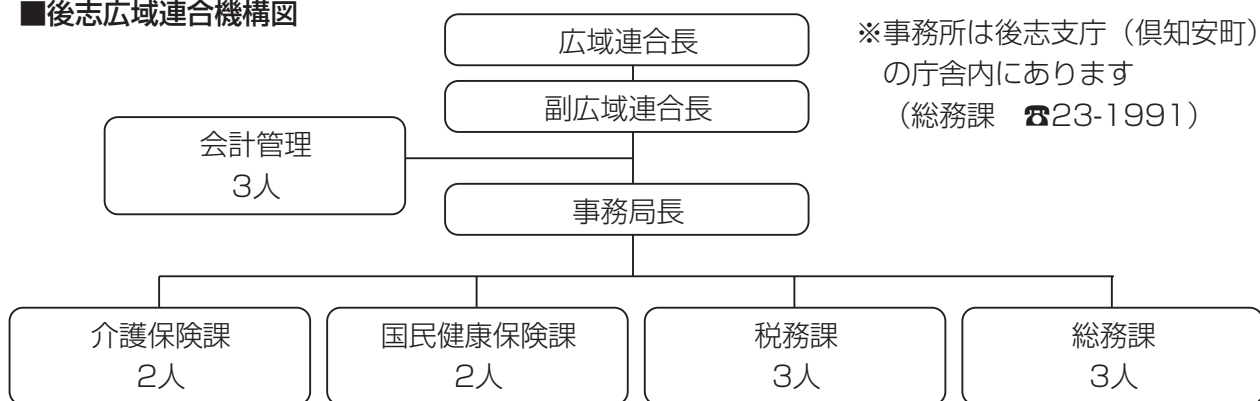 ■後志広域連合機構図
広域連合長
※事務所は後志支庁（倶知安町）
の庁舎内にあります
（総務課　☎23-1991）
副広域連合長
会計管理
3人
事務局長
介護保険課
2人
国民健康保険課
2人
税務課
3人
総務課
3人